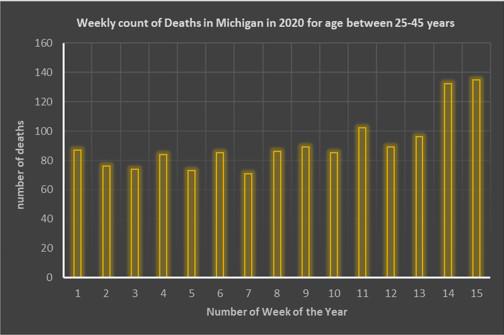 Weekly count of Deaths in Michigan in 2020 for age between 25-45 years
160
140
120
100
80
60
40
20
0
number of deaths
1 2 3 4 5 6 7 8 9 10 11 12 13 14 15
Number of Week of the Year